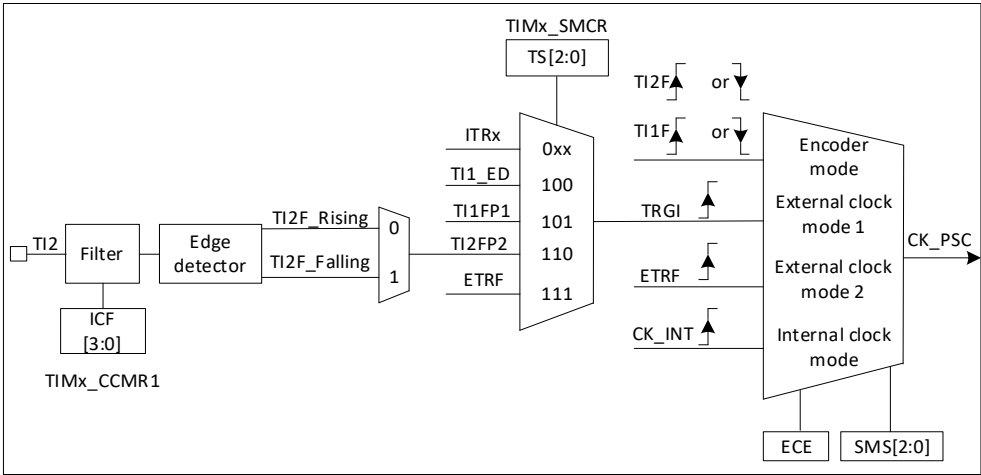 TIMx_SMCR
TS[2:0]
TI2F or
TI1F or
ITRx
0xx
Encoder
mode
TI1_ED
100
TRGI
External clock
mode 1
TI1FP1
101
TI2F_Rising
0
TI2
Filter
Edge
detector
TI2FP2
110
CK_PSC
TI2F_Falling
1
ETRF
111
ETRF
External clock
mode 2
ICF
[3:0]
CK_INT
Internal clock
mode
TIMx_CCMR1
ECE
SMS[2:0]